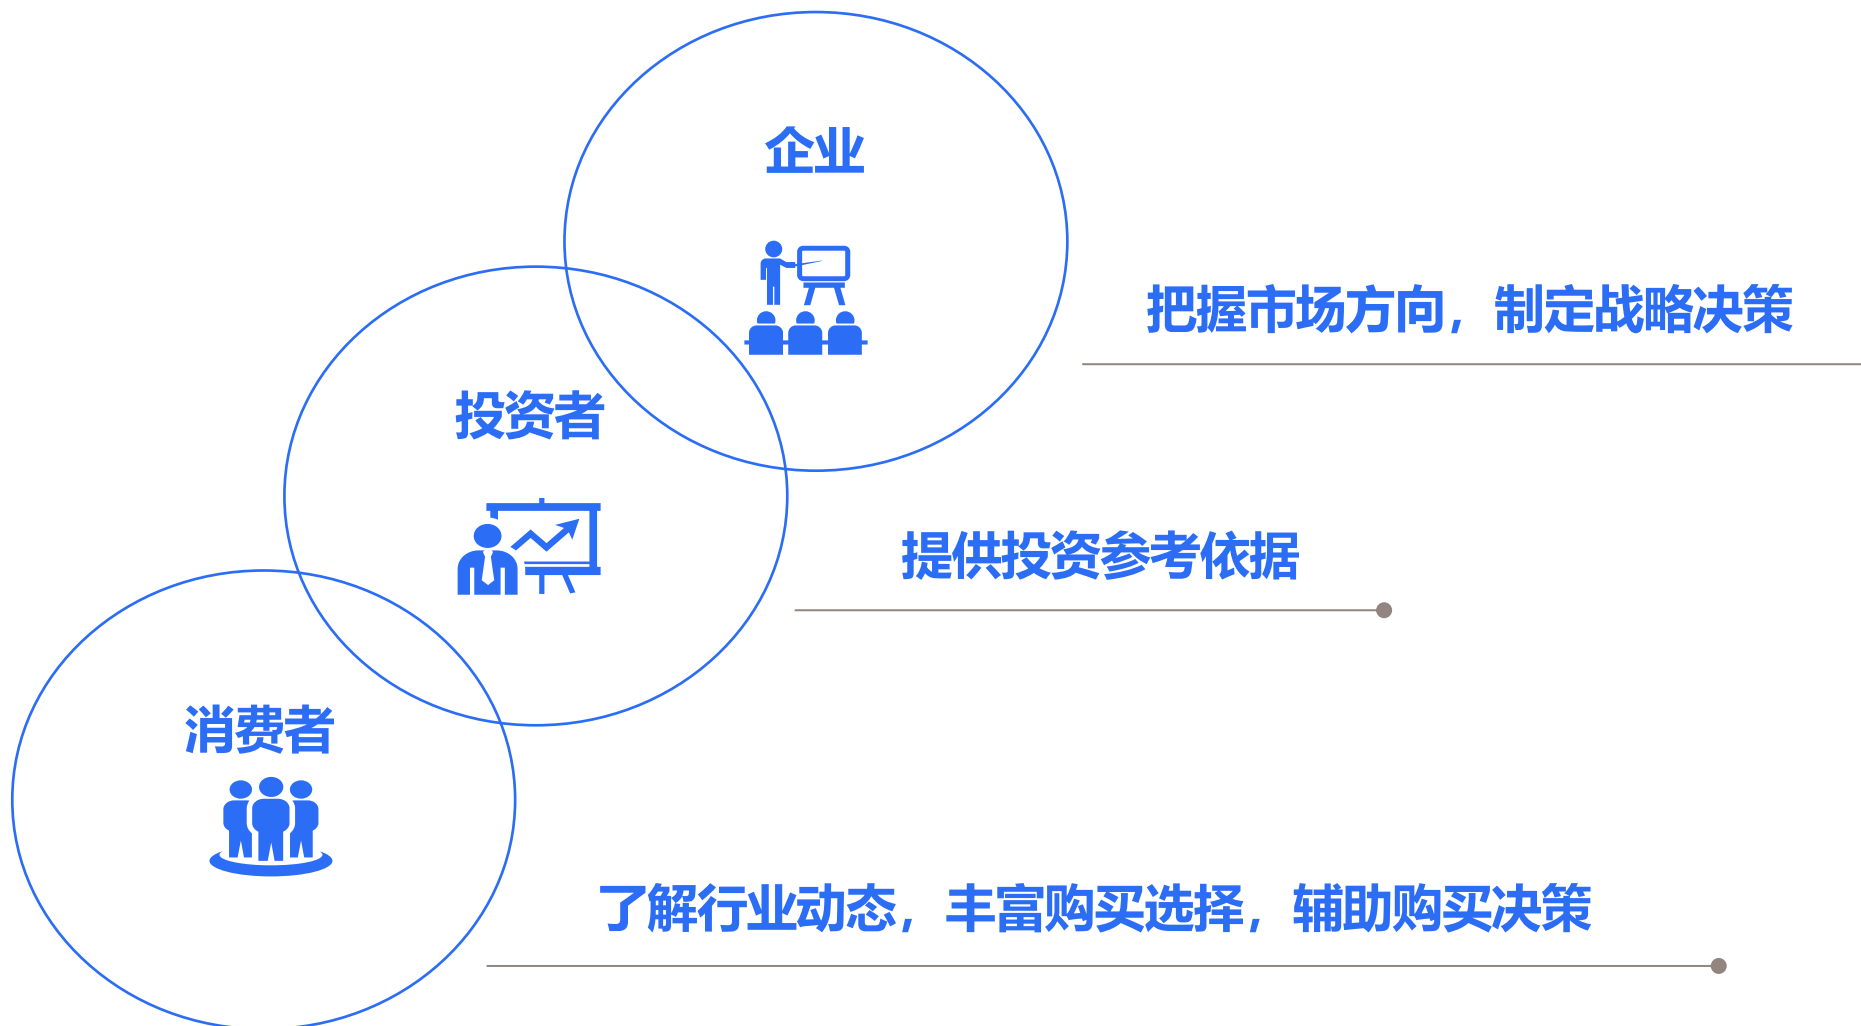 企业
把握市场方向，制定战略决策
投资者
提供投资参考依据
消费者
了解行业动态，丰富购买选择，辅助购买决策